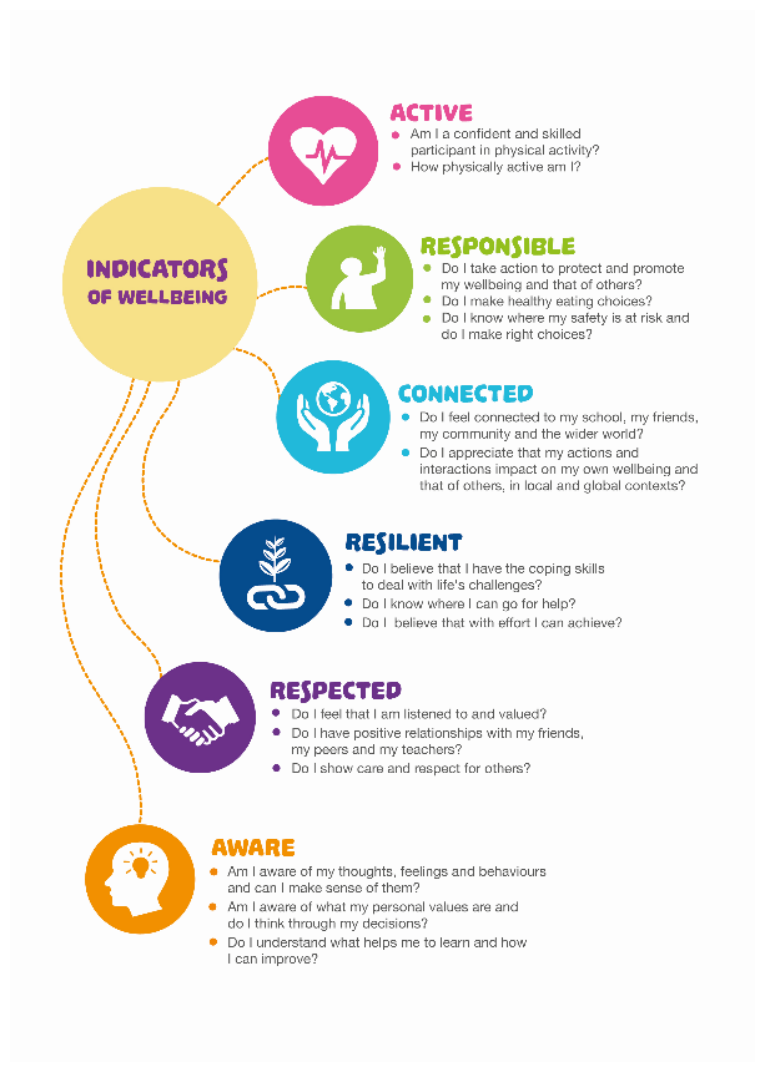 INDICATORS
OF WELLBEING
ACTIVE
Am I a confident and skilled
participant in physical activity?
How physically active am I?
RESPONSIBLE
Do I take action to protect and promote
my wellbeing and that of others?
Do I make healthy eating choices?
Do I know where my safety is at risk and
do I make right choices?
CONNECTED
Do I feel connected to my school, my friends,
my community and the wider world?
Do I appreciate that my actions and
interactions impact on my own wellbeing and
that of others, in local and global contexts?
RESILIENT
Do I believe that I have the coping skills
to deal with life's challenges?
Do I know where I can go for help?
Do I believe that with effort I can achieve?
RESPECTED
Do I feel that I am listened to and valued?
Do I have positive relationships with my friends,
my peers and my teachers?
Do I show care and respect for others?
AWARE
Am I aware of my thoughts, feelings and behaviours
and can I make sense of them?
Am I aware of what my personal values are and
do I think through my decisions?
Do I understand what helps me to learn and how
I can improve?